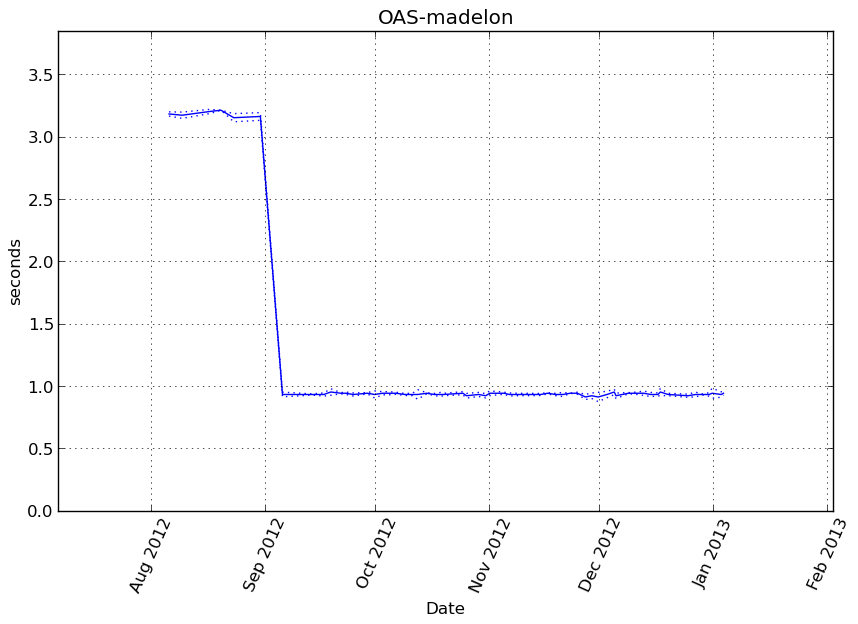 OAS-madelon
3.5
3.0
2.5
2.0
1.5
1.0
0.5
0.0
seconds
Aug 2012
Sep 2012
Oct 2012
Nov 2012
Dec 2012
Jan 2013
Feb 2013
Date